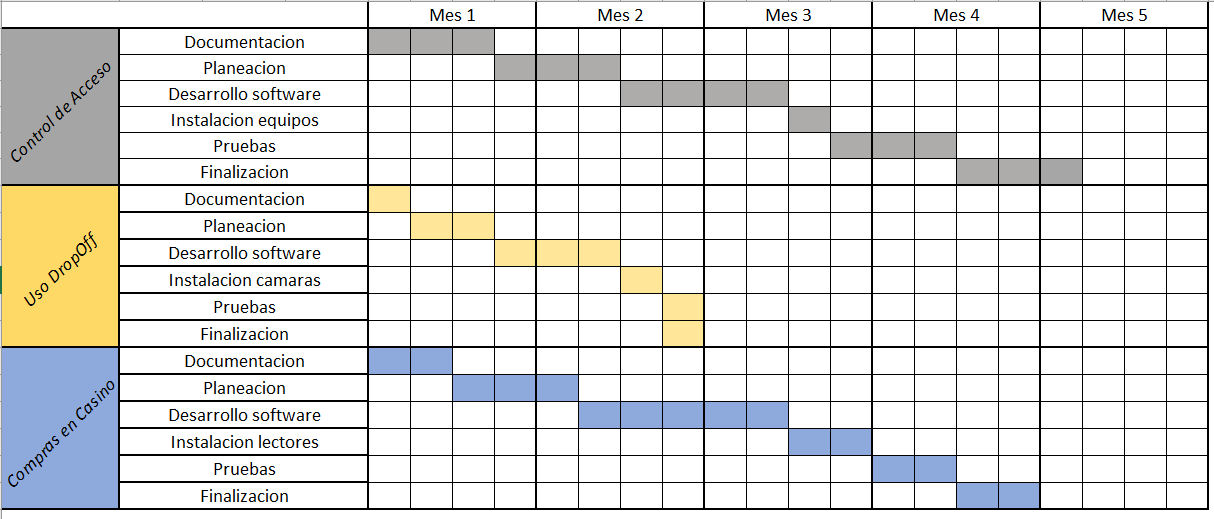 Mes 1 Mes 2 Mes 3 Mes 4 Mes 5
Control de Acceso
Documentacion
Planeacion
Desarrollo software
Instalacion equipos
Pruebas
Finalizacion
Uso DropOff
Documentacion
Planeacion
Desarrollo software
Instalacion camaras
Pruebas
Finalizacion
Compras en Casino
Documentacion
Planeacion
Desarrollo software
Instalacion lectores
Pruebas
Finalizacion